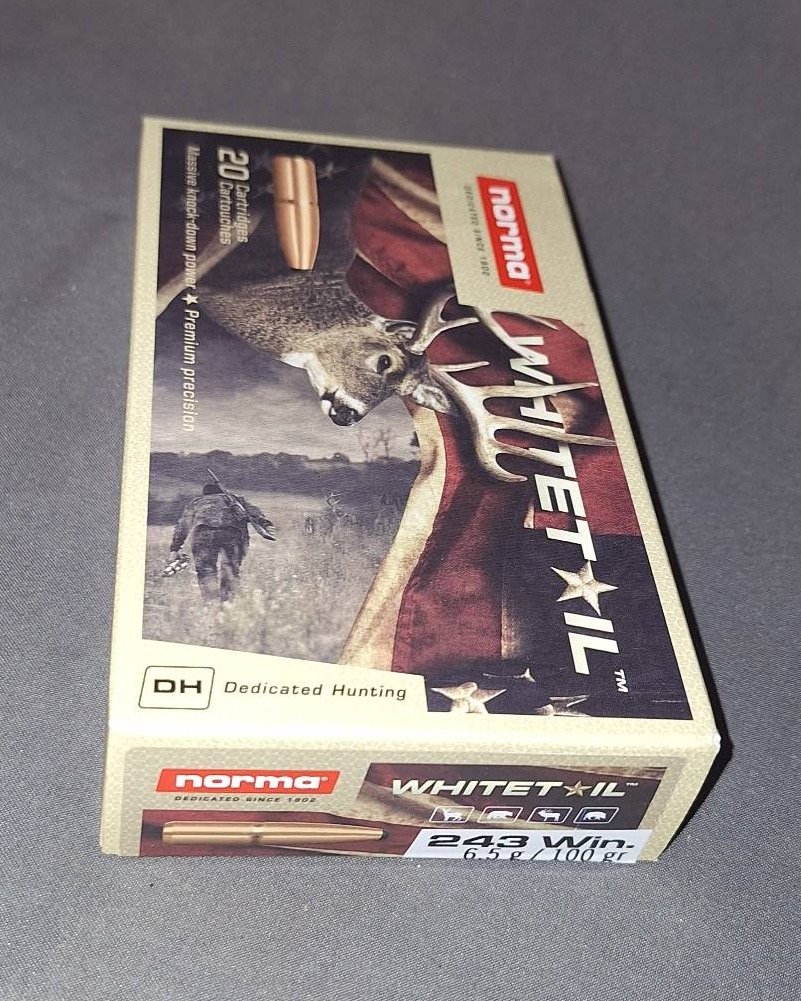 norma
DEDICATED SINCE 1902
WHITET★IL™
20 Cartridges
Cartouches
Massive knock-down power ★ Premium precision
DH Dedicated Hunting
norma
DEDICATED SINCE 1902
WHITET★IL™
243 Win.
6.5 g / 100 gr